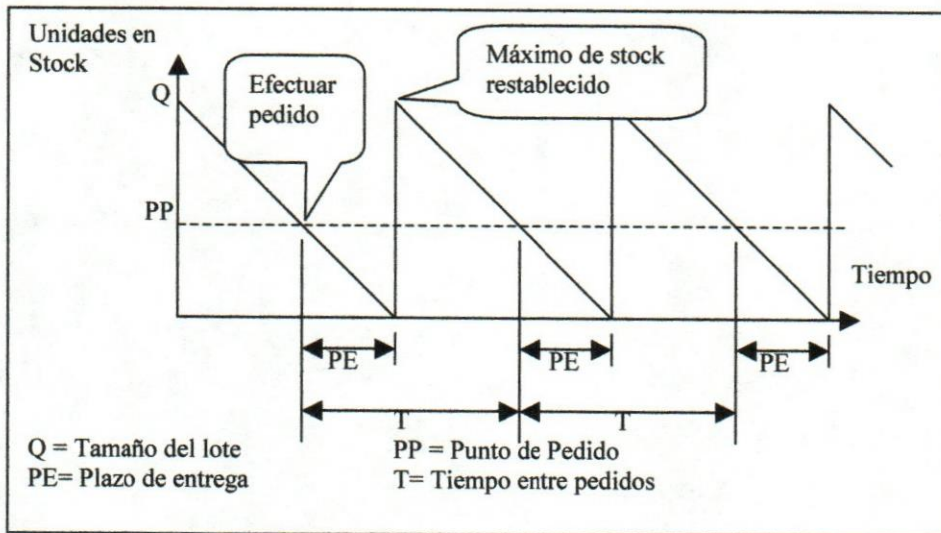 Unidades en
Stock
Efectuar
pedido
Máximo de stock
restablecido
Q
PP
Tiempo
PE
PE
PE
T
T
Q = Tamaño del lote
PP = Punto de Pedido
PE= Plazo de entrega
T= Tiempo entre pedidos